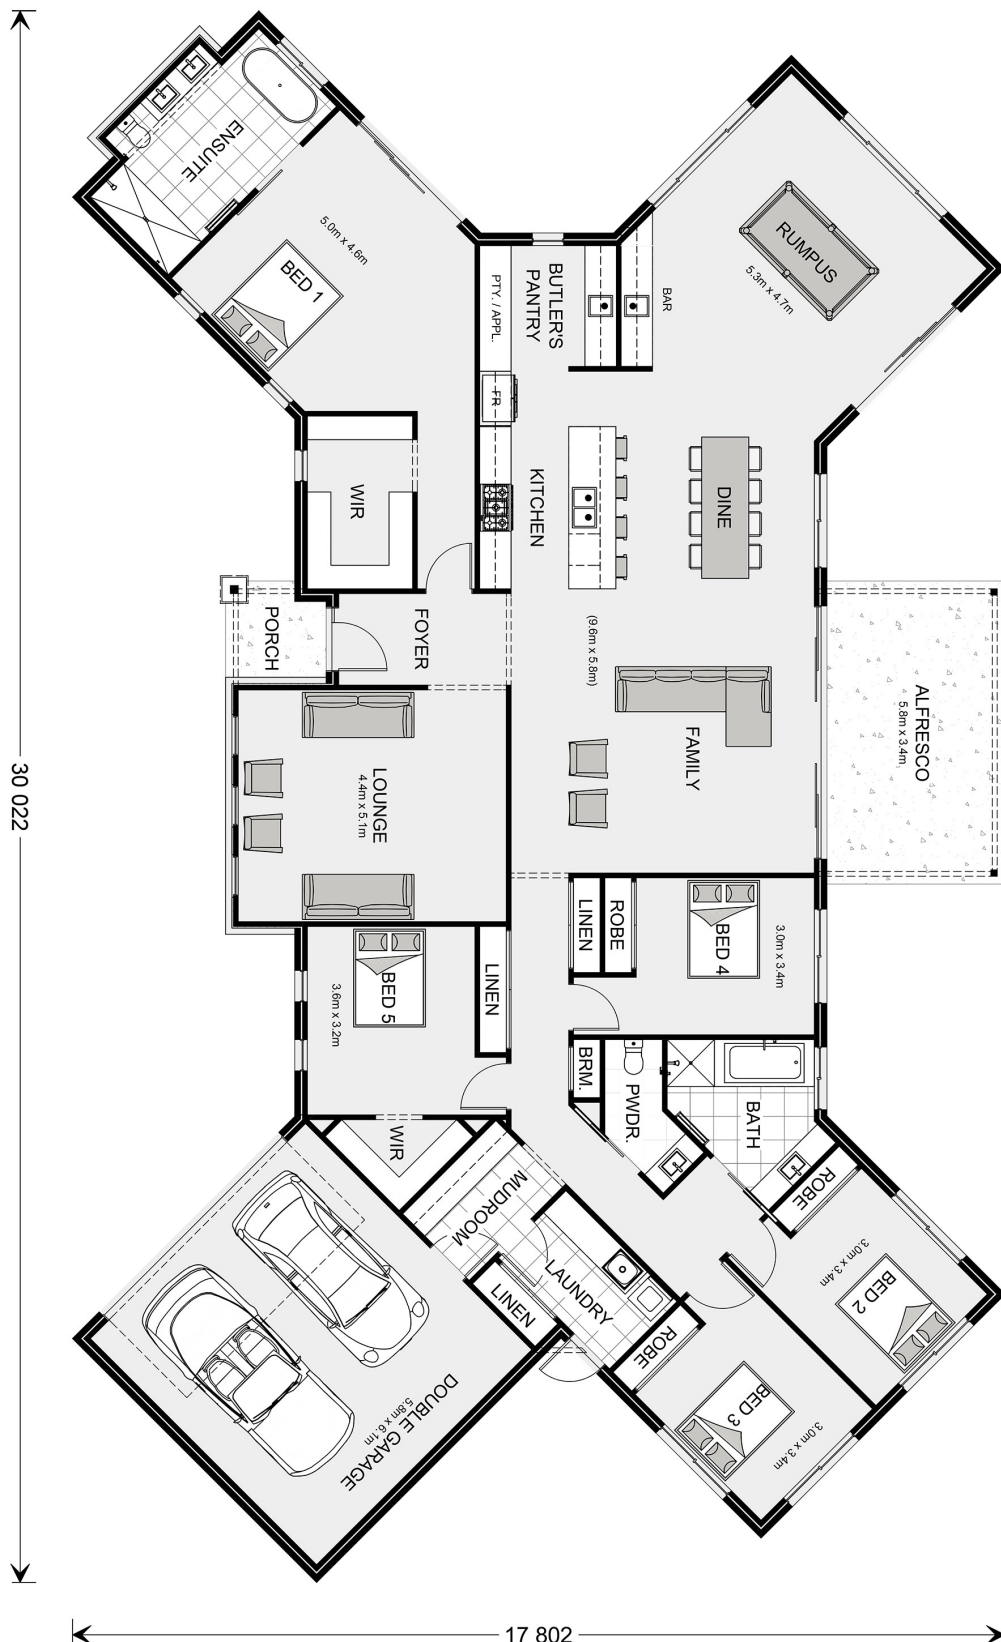 ENSUITE
5.0m x 4.6m
BED 1
PTY. / APPL.
BUTLER'S
PANTRY
BAR
RUMPUS
5.3m x 4.7m
FR
WIR
KITCHEN
DINE
PORCH
FOYER
(9.6m x 5.8m)
FAMILY
ALFRESCO
5.8m x 3.4m
LOUNGE
4.4m x 5.1m
30 022
LINEN
ROBE
BED 4
3.0m x 3.4m
BED 5
3.6m x 3.2m
LINEN
BRM.
PWDR.
BATH
WIR
MUDROOM
LAUNDRY
LINEN
ROBE
ROBE
3.0m x 3.4m
BED 2
BED 3
3.0m x 3.4m
DOUBLE GARAGE
5.8m x 6.1m
17 802